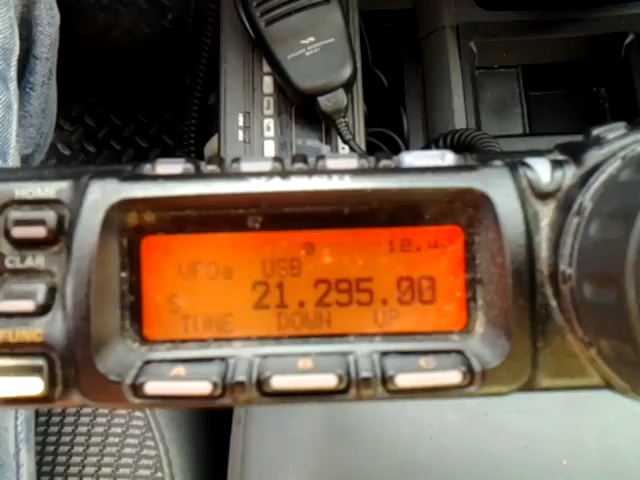 HOME
12.4
VFOa USB
CLAR
21.295.00
S
TUNE DOWN UP
FUNC
A B C